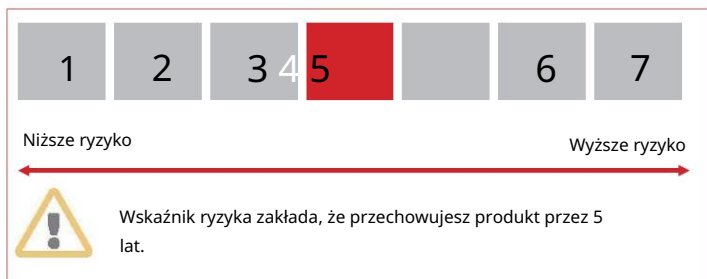 1 2 3 4 5 6 7
Niższe ryzyko Wyższe ryzyko
Wskaźnik ryzyka zakłada, że przechowujesz produkt przez 5
lat.